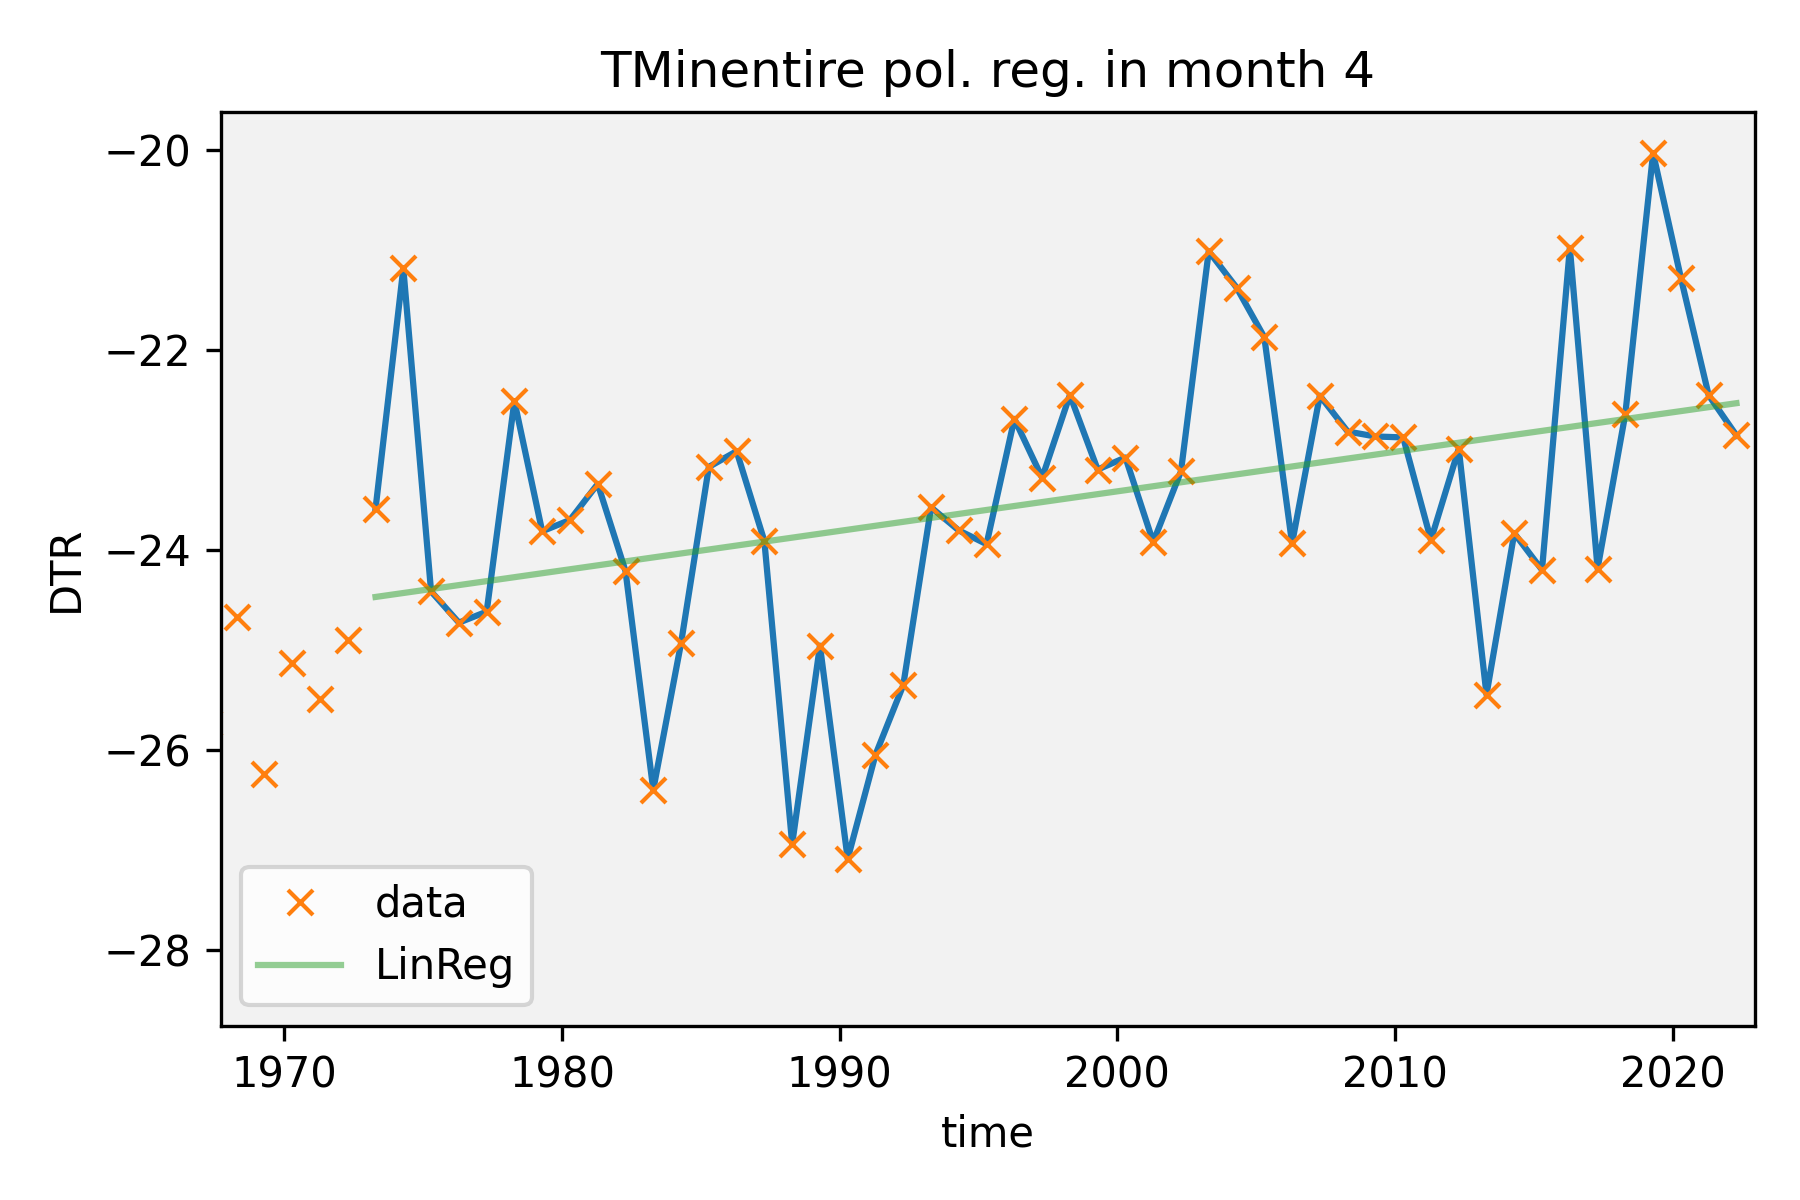 TMinentire pol. reg. in month 4
−20
−22
−24
−26
−28
DTR
data
LinReg
1970 1980 1990 2000 2010 2020
time